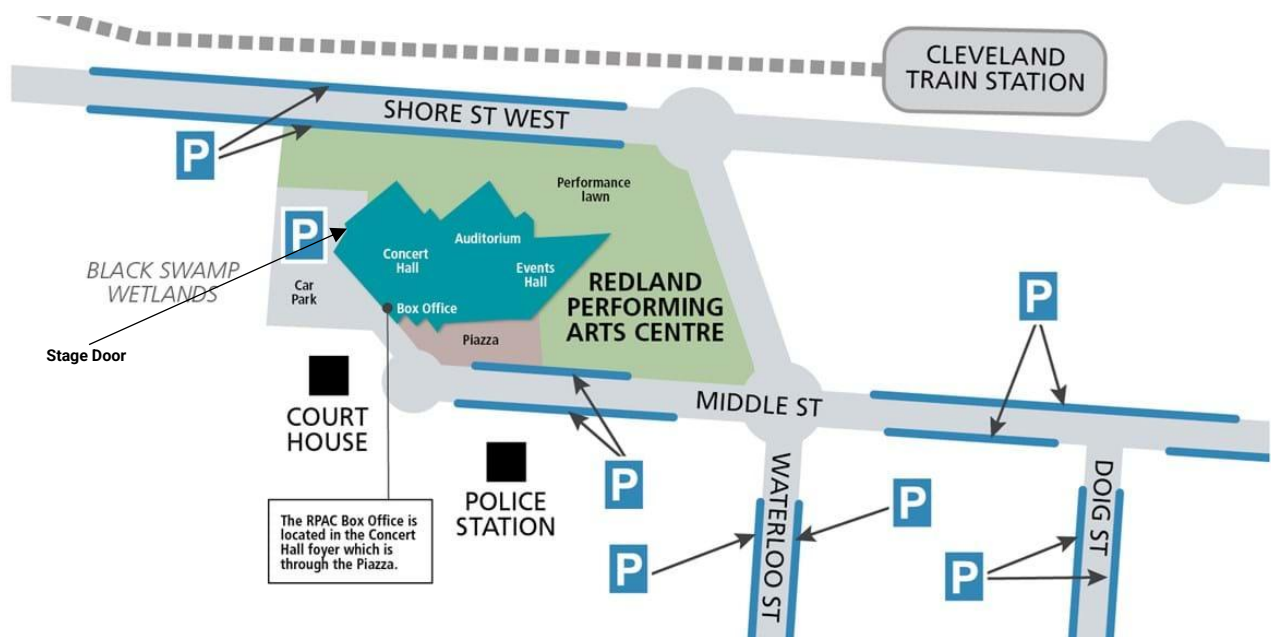 CLEVELAND
TRAIN STATION
SHORE ST WEST
P
Performance
lawn
P
Auditorium
Concert
Hall
Events
Hall
BLACK SWAMP
WETLANDS
Car
Park
REDLAND
PERFORMING
ARTS CENTRE
P
Box Office
Piazza
Stage Door
COURT
HOUSE
MIDDLE ST
POLICE
STATION
P
WATERLOO ST
DOIG ST
P
The RPAC Box Office is
located in the Concert
Hall foyer which is
through the Piazza.
P
P